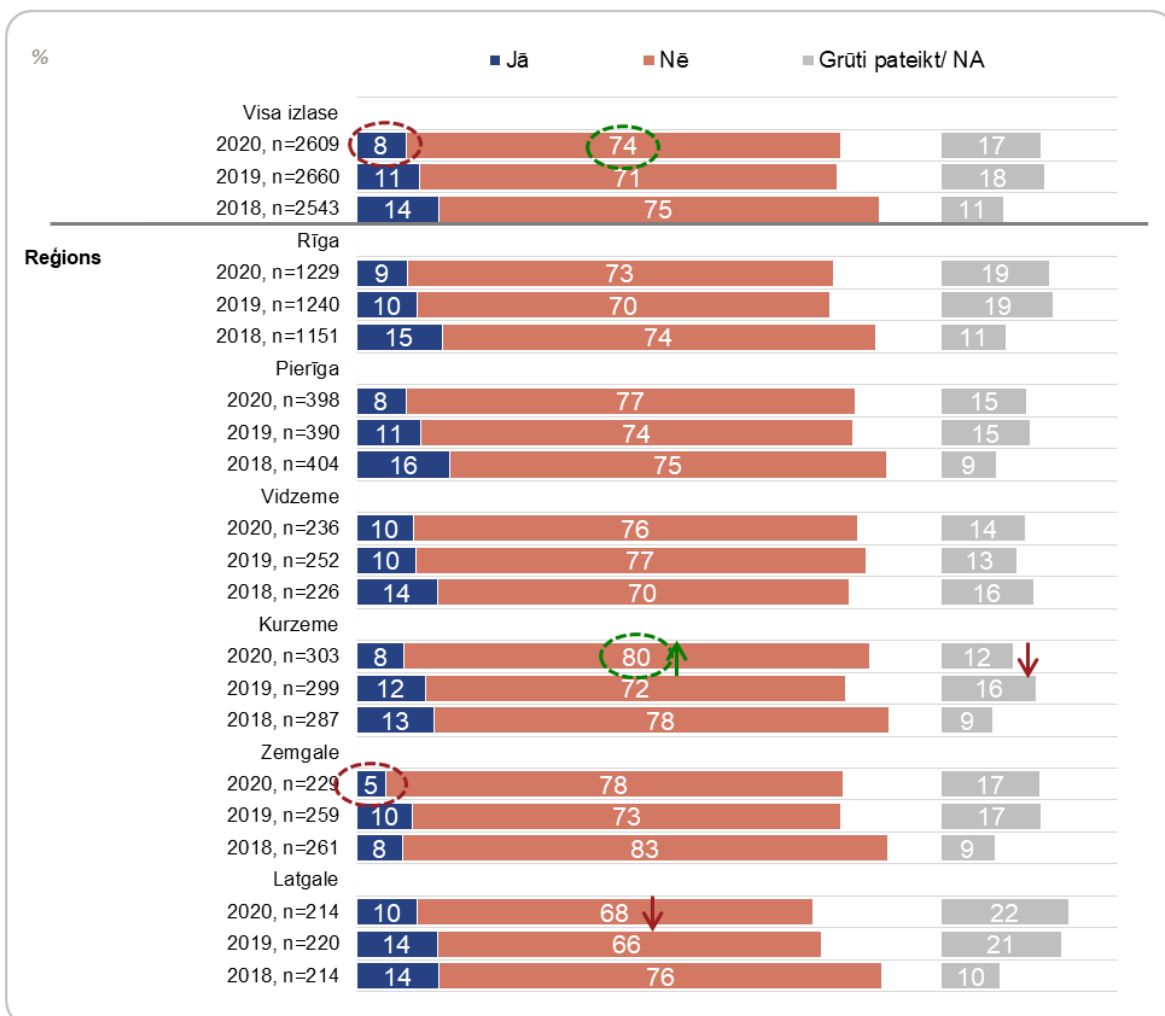 %
Jā Nē Grūti pateikt/ NA
Visa izlase
2020, n=2609 8 74 17
2019, n=2660 11 71 18
2018, n=2543 14 75 11
Reģions
Rīga
2020, n=1229 9 73 19
2019, n=1240 10 70 19
2018, n=1151 15 74 11
Pierīga
2020, n=398 8 77 15
2019, n=390 11 74 15
2018, n=404 16 75 9
Vidzeme
2020, n=236 10 76 14
2019, n=252 10 77 13
2018, n=226 14 70 16
Kurzeme
2020, n=303 8 80 12
2019, n=299 12 72 16
2018, n=287 13 78 9
Zemgale
2020, n=229 5 78 17
2019, n=259 10 73 17
2018, n=261 8 83 9
Latgale
2020, n=214 10 68 22
2019, n=220 14 66 21
2018, n=214 14 76 10